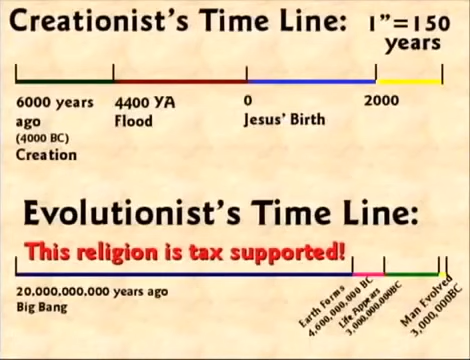 Creationist's Time Line: 1"=150
years
6000 years
ago
(4000 BC)
Creation
4400 YA
Flood
0
Jesus' Birth
2000
Evolutionist's Time Line:
This religion is tax supported!
20,000,000,000 years ago
Big Bang
Earth Forms
4,600,000,000 BC
Life Appears
3,000,000,000BC
Man Evolved
3,000,000BC